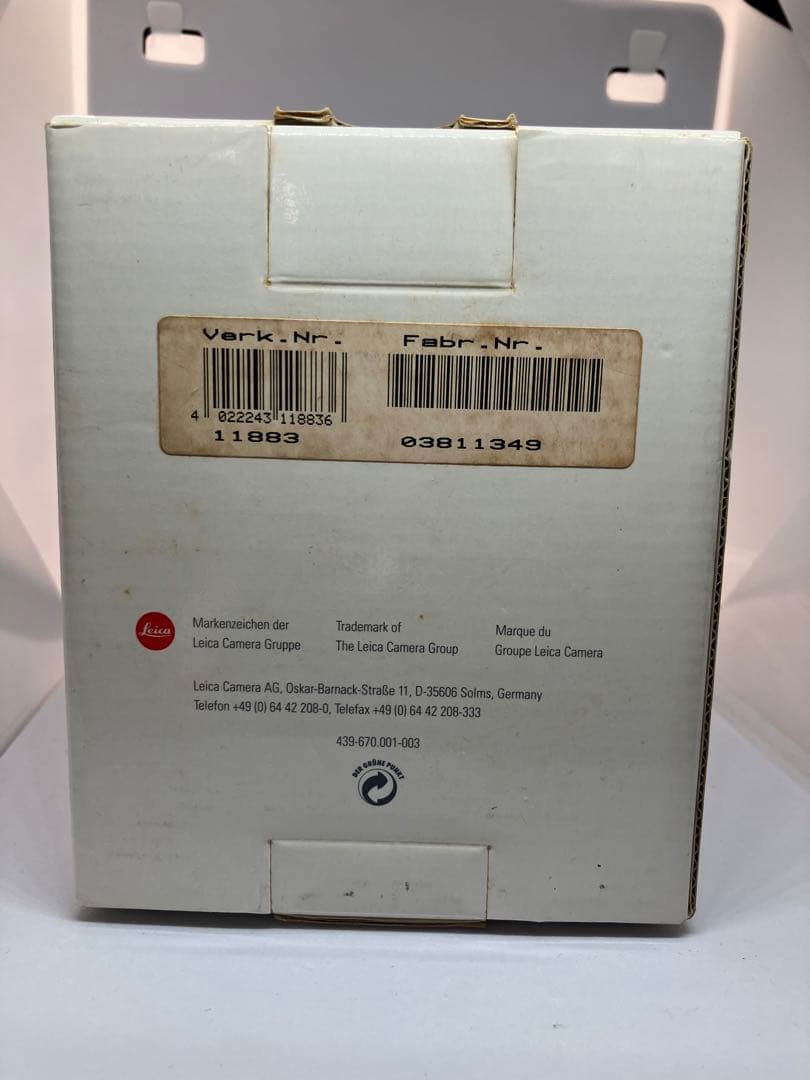 Verk.Nr.
Fabr.Nr.
4 022243 118836
11883
03811349
Leica
Markenzeichen der
Leica Camera Gruppe
Trademark of
The Leica Camera Group
Marque du
Groupe Leica Camera
Leica Camera AG, Oskar-Barnack-Straße 11, D-35606 Solms, Germany
Telefon +49 (0) 64 42 208-0, Telefax +49 (0) 64 42 208-333
439-670.001-003
DER GRÜNE PUNKT